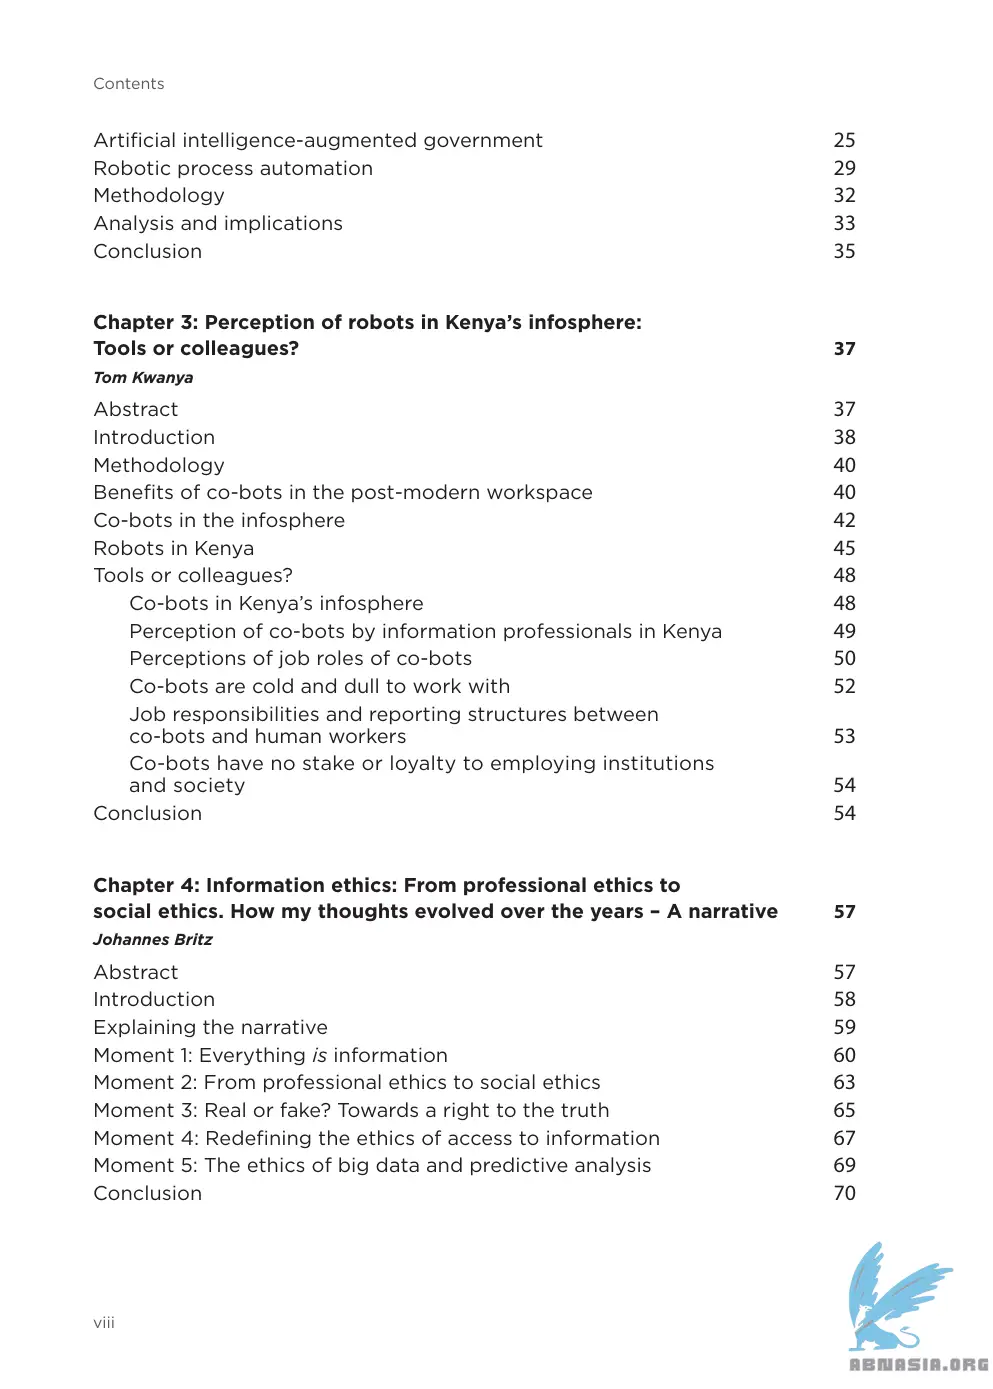 Contents
Artificial intelligence-augmented government 25
Robotic process automation 29
Methodology 32
Analysis and implications 33
Conclusion 35
Chapter 3: Perception of robots in Kenya’s infosphere:
Tools or colleagues? 37
Tom Kwanya
Abstract 37
Introduction 38
Methodology 40
Benefits of co-bots in the post-modern workspace 40
Co-bots in the infosphere 42
Robots in Kenya 45
Tools or colleagues? 48
Co-bots in Kenya’s infosphere 48
Perception of co-bots by information professionals in Kenya 49
Perceptions of job roles of co-bots 50
Co-bots are cold and dull to work with 52
Job responsibilities and reporting structures between
co-bots and human workers 53
Co-bots have no stake or loyalty to employing institutions
and society 54
Conclusion 54
Chapter 4: Information ethics: From professional ethics to
social ethics. How my thoughts evolved over the years – A narrative 57
Johannes Britz
Abstract 57
Introduction 58
Explaining the narrative 59
Moment 1: Everything is information 60
Moment 2: From professional ethics to social ethics 63
Moment 3: Real or fake? Towards a right to the truth 65
Moment 4: Redefining the ethics of access to information 67
Moment 5: The ethics of big data and predictive analysis 69
Conclusion 70
viii
ABNASIA.ORG